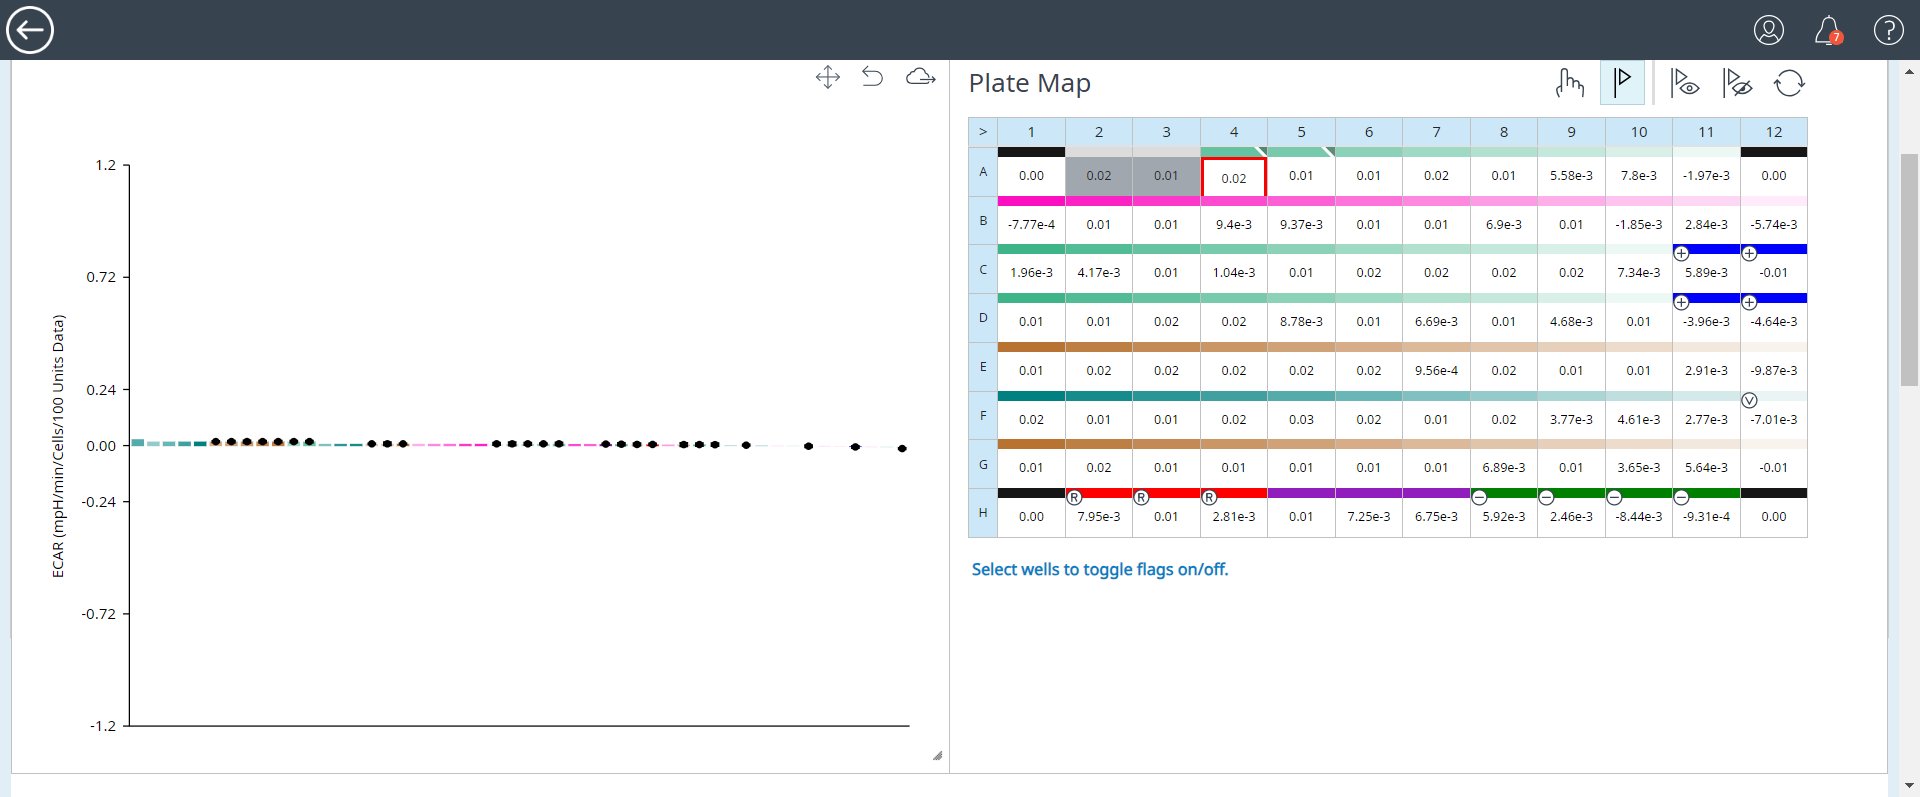 7
?
Plate Map
> 1 2 3 4 5 6 7 8 9 10 11 12
A 0.00 0.02 0.01 0.02 0.01 0.01 0.02 0.01 5.58e-3 7.8e-3 -1.97e-3 0.00
B -7.77e-4 0.01 0.01 9.4e-3 9.37e-3 0.01 0.01 6.9e-3 0.01 -1.85e-3 2.84e-3 -5.74e-3
+ +
C 1.96e-3 4.17e-3 0.01 1.04e-3 0.01 0.02 0.02 0.02 0.02 7.34e-3 5.89e-3 -0.01
+ +
D 0.01 0.01 0.02 0.02 8.78e-3 0.01 6.69e-3 0.01 4.68e-3 0.01 -3.96e-3 -4.64e-3
E 0.01 0.02 0.02 0.02 0.02 0.02 9.56e-4 0.02 0.01 0.01 2.91e-3 -9.87e-3
V
F 0.02 0.01 0.01 0.02 0.03 0.02 0.01 0.02 3.77e-3 4.61e-3 2.77e-3 -7.01e-3
G 0.01 0.02 0.01 0.01 0.01 0.01 0.01 6.89e-3 0.01 3.65e-3 5.64e-3 -0.01
R R R − − − −
H 0.00 7.95e-3 0.01 2.81e-3 0.01 7.25e-3 6.75e-3 5.92e-3 2.46e-3 -8.44e-3 -9.31e-4 0.00
Select wells to toggle flags on/off.
ECAR (mpH/min/Cells/100 Units Data)
1.2
0.72
0.24
0.00
-0.24
-0.72
-1.2